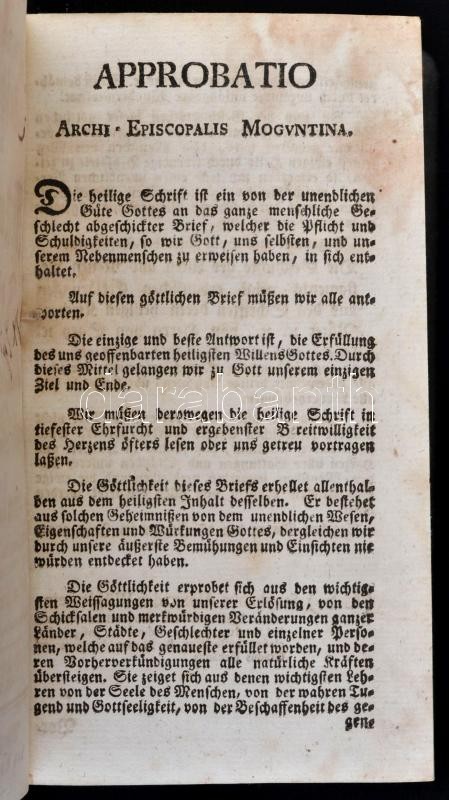 APPROBATIO
ARCHI-EPISCOPALIS MOGVNTINA.
Die heilige Schrift ist ein von der unendlichen
Güte Gottes an das ganze menschliche Ge-
schlecht abgeschickter Brief, welcher die Pflicht und
Schuldigkeiten, so wir Gott, uns selbsten, und un-
serem Nebenmenschen zu erweisen haben, in sich ent-
haltet.
Auf diesen göttlichen Brief müßen wir alle ant-
worten.
Die einzige und beste Antwort ist, die Erfüllung
des uns geoffenbarten heiligsten Willens Gottes. Durch
dieses Mittel gelangen wir zu Gott unserem einzigen
Ziel und Ende.
Wir müßen derowegen die heilige Schrift in
tiefester Ehrfurcht und ergebenster Bereitwilligkeit
des Herzens öfters lesen oder uns getreu vortragen
laßen.
Die Göttlichkeit dieses Briefs erhellet allenthal-
ben aus dem heiligsten Inhalt desselben. Er bestehet
aus solchen Geheimnißen von dem unendlichen Wesen,
Eigenschaften und Würkungen Gottes, dergleichen wir
durch unsere äußerste Bemühungen und Einsichten nie
würden entdecket haben.
Die Göttlichkeit erprobet sich aus den wichtig-
sten Weissagungen von unserer Erlösung, von den
Schicksalen und merkwürdigen Veränderungen ganzer
Länder, Städte, Geschlechter und einzelner Perso-
nen, welche auf das genaueste erfüllet worden, und de-
ren Vorherverkündigungen alle natürliche Kräften
übersteigen. Sie zeiget sich aus denen wichtigsten Leh-
ren von der Seele des Menschen, von der wahren Tu-
gend und Gottseeligkeit, von der Beschaffenheit des ge-
gen-
darabanth